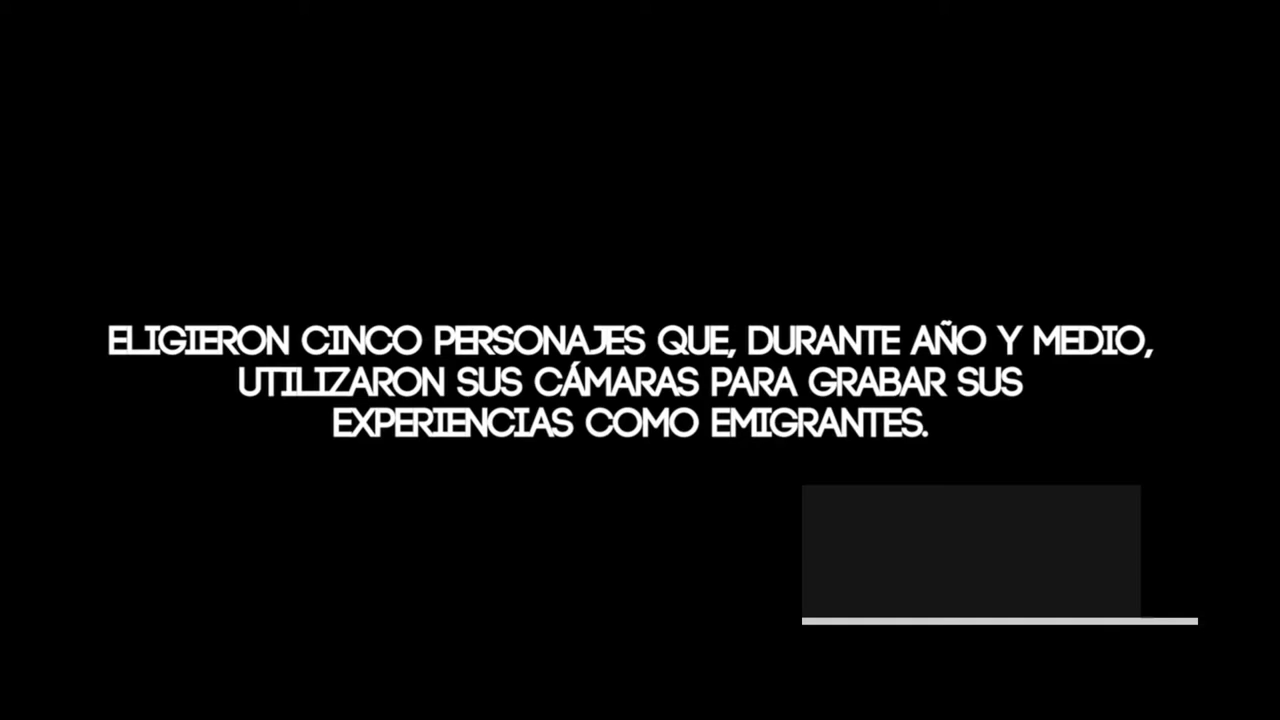 ELIGIERON CINCO PERSONAJES QUE, DURANTE AÑO Y MEDIO,
UTILIZARON SUS CÁMARAS PARA GRABAR SUS
EXPERIENCIAS COMO EMIGRANTES.